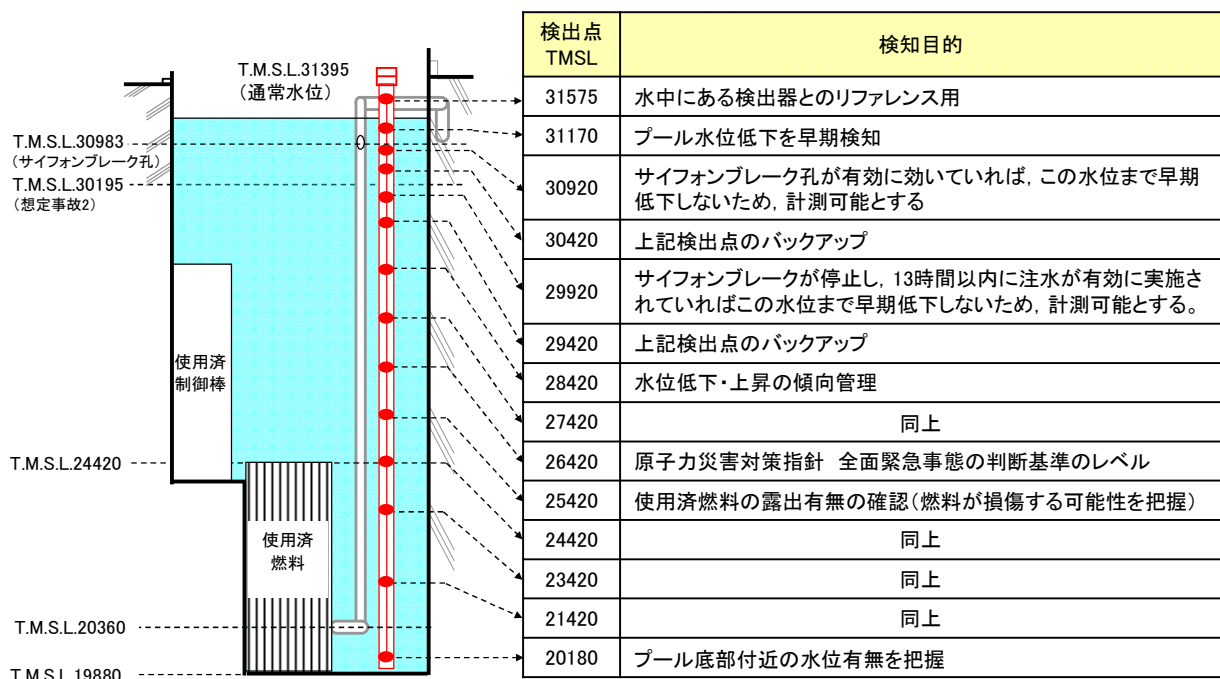 T.M.S.L.31395
（通常水位）
T.M.S.L.30983
（サイフォンブレーク孔）
T.M.S.L.30195
（想定事故2）
使用済
制御棒
T.M.S.L.24420
使用済
燃料
T.M.S.L.20360
T.M.S.L.19880
検出点
TMSL
検知目的
31575 水中にある検出器とのリファレンス用
31170 プール水位低下を早期検知
30920 サイフォンブレーク孔が有効に効いていれば，この水位まで早期
低下しないため，計測可能とする
30420 上記検出点のバックアップ
29920 サイフォンブレークが停止し，13時間以内に注水が有効に実施さ
れていればこの水位まで早期低下しないため，計測可能とする。
29420 上記検出点のバックアップ
28420 水位低下・上昇の傾向管理
27420 同上
26420 原子力災害対策指針 全面緊急事態の判断基準のレベル
25420 使用済燃料の露出有無の確認（燃料が損傷する可能性を把握）
24420 同上
23420 同上
21420 同上
20180 プール底部付近の水位有無を把握